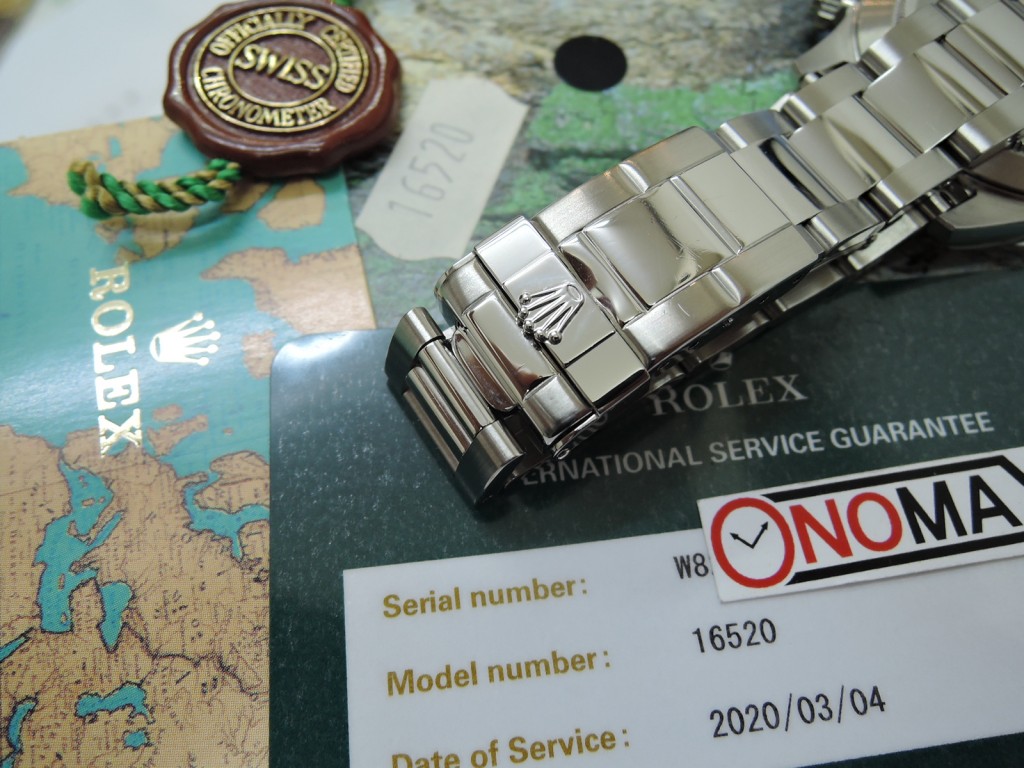 OFFICIALLY CERTIFIED
SWISS
CHRONOMETER
16520
ROLEX
ROLEX
INTERNATIONAL SERVICE GUARANTEE
ONOMA
Serial number: W8
Model number: 16520
Date of Service: 2020/03/04